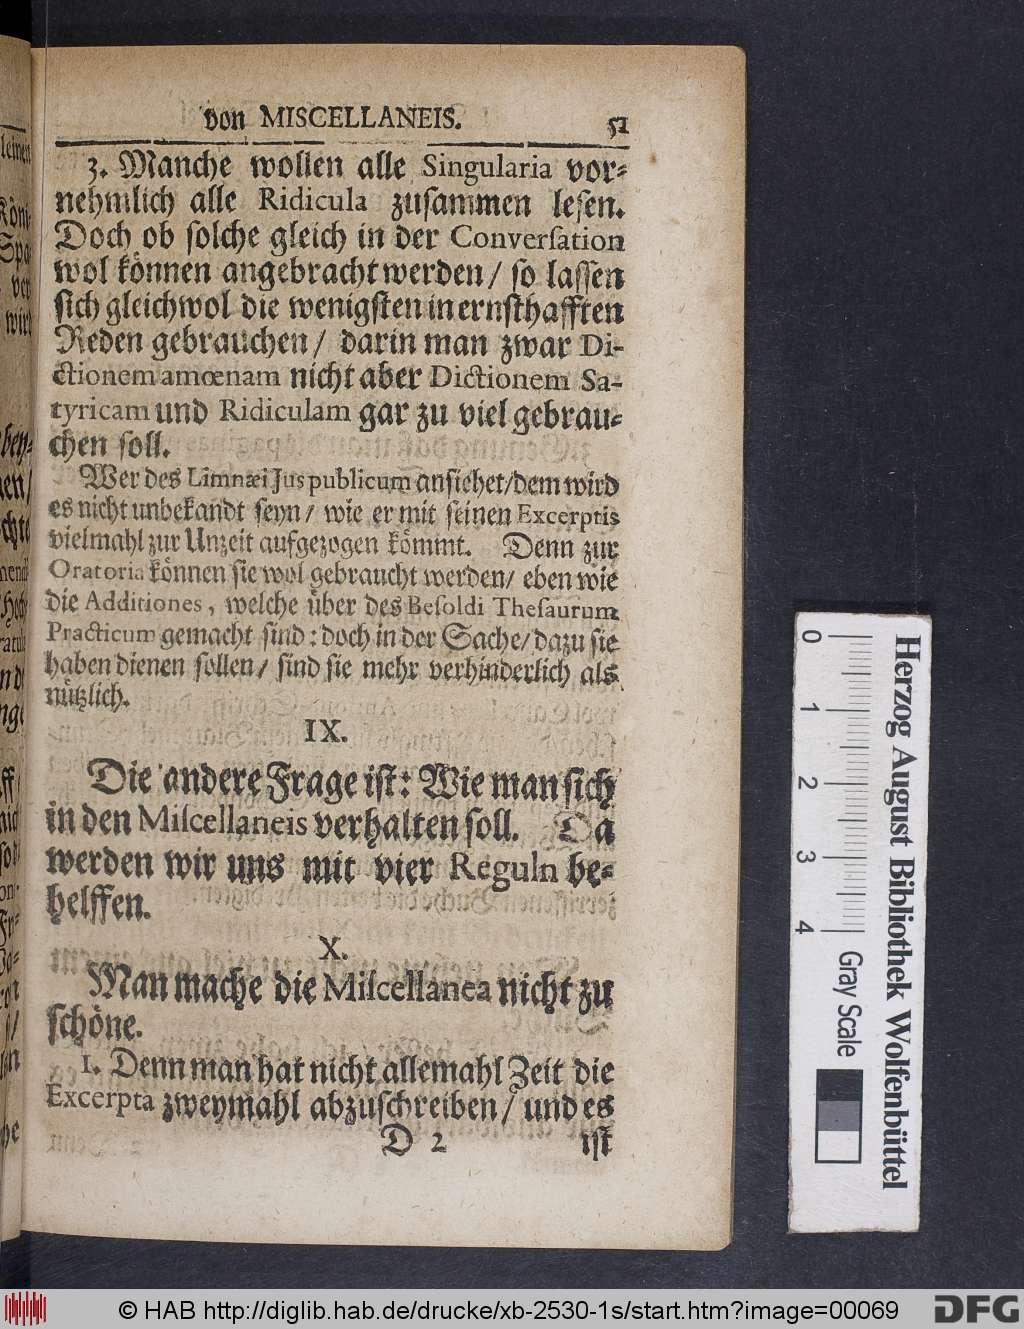 von MISCELLANEIS. 51
3. Manche wollen alle Singularia vor-
nehmlich alle Ridicula zusammen lesen.
Doch ob solche gleich in der Converſation
wol können angebracht werden / so lassen
sich gleichwol die wenigsten in ernsthafften
Reden gebrauchen / darin man zwar Di-
ctionem amœnam nicht aber Dictionem Sa-
tyricam und Ridiculam gar zu viel gebrau-
chen soll.
Wer des Limnæi Jus publicum ansiehet/dem wird
es nicht unbekandt seyn / wie er mit seinen Excerptis
vielmahl zur Unzeit aufgezogen kömmt. Denn zur
Oratoria können sie wol gebraucht werden / eben wie
die Additiones, welche über des Beſoldi Theſaurum
Practicum gemacht sind : doch in der Sache / dazu sie
haben dienen sollen / sind sie mehr verhinderlich als
nützlich.
IX.
Die andere Frage ist: Wie man sich
in den Miſcellaneis verhalten soll. Da
werden wir uns mit vier Reguln be-
helffen.
X.
Man mache die Miſcellanea nicht zu
schöne.
1. Denn man hat nicht allemahl Zeit die
Excerpta zweymahl abzuschreiben / und es
D 2 ist
0 1 2 3 4
Gray Scale
Herzog August Bibliothek Wolfenbüttel
© HAB http://diglib.hab.de/drucke/xb-2530-1s/start.htm?image=00069
DFG